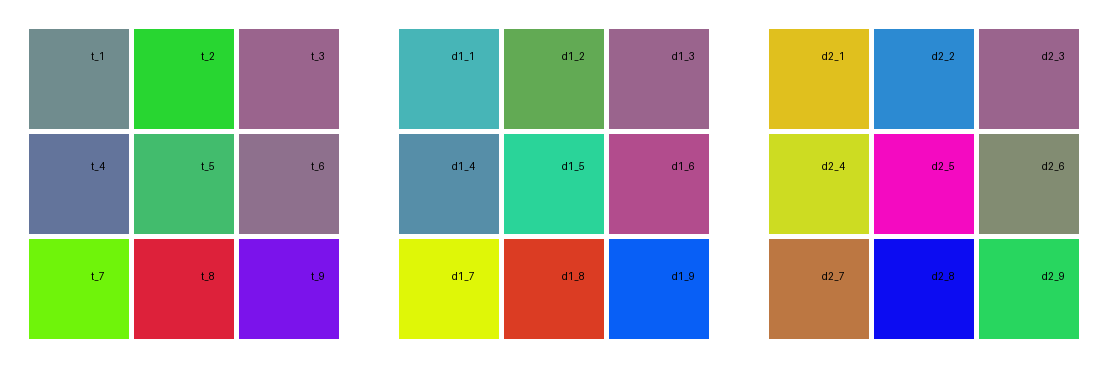 t_1 t_2 t_3 d1_1 d1_2 d1_3 d2_1 d2_2 d2_3
t_4 t_5 t_6 d1_4 d1_5 d1_6 d2_4 d2_5 d2_6
t_7 t_8 t_9 d1_7 d1_8 d1_9 d2_7 d2_8 d2_9